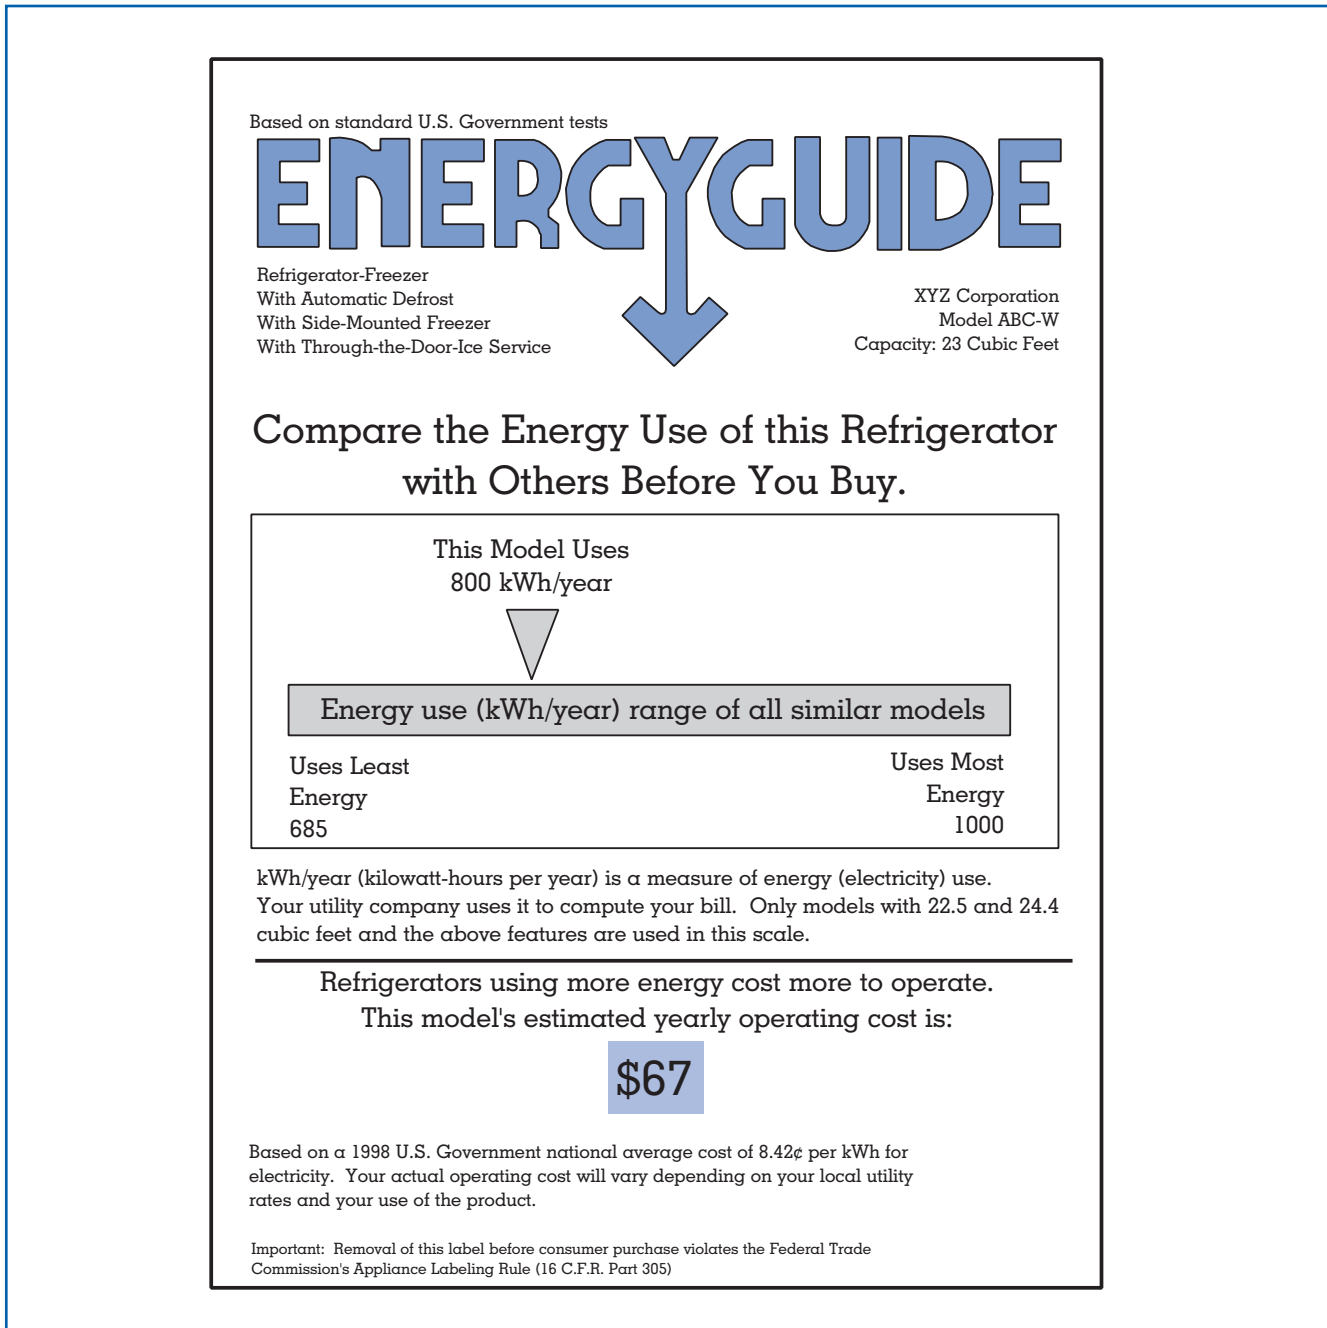 Based on standard U.S. Government tests
ENERGYGUIDE
Refrigerator-Freezer
With Automatic Defrost
With Side-Mounted Freezer
With Through-the-Door-Ice Service
XYZ Corporation
Model ABC-W
Capacity: 23 Cubic Feet
Compare the Energy Use of this Refrigerator
with Others Before You Buy.
This Model Uses
800 kWh/year
Energy use (kWh/year) range of all similar models
Uses Least
Energy
685
Uses Most
Energy
1000
kWh/year (kilowatt-hours per year) is a measure of energy (electricity) use.
Your utility company uses it to compute your bill.  Only models with 22.5 and 24.4
cubic feet and the above features are used in this scale.
Refrigerators using more energy cost more to operate.
This model's estimated yearly operating cost is:
$67
Based on a 1998 U.S. Government national average cost of 8.42¢ per kWh for
electricity.  Your actual operating cost will vary depending on your local utility
rates and your use of the product.
Important:  Removal of this label before consumer purchase violates the Federal Trade
Commission's Appliance Labeling Rule (16 C.F.R. Part 305)